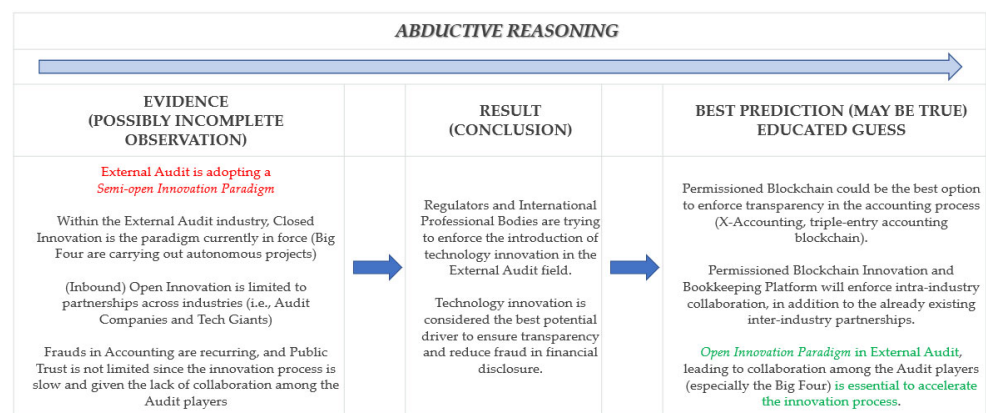 ABDUCTIVE REASONING
EVIDENCE
(POSSIBLY INCOMPLETE
OBSERVATION)
RESULT
(CONCLUSION)
BEST PREDICTION (MAY BE TRUE)
EDUCATED GUESS
External Audit is adopting a
Semi-open Innovation Paradigm
Within the External Audit industry, Closed
Innovation is the paradigm currently in force (Big
Four are carrying out autonomous projects)
(Inbound) Open Innovation is limited to
partnerships across industries (i.e., Audit
Companies and Tech Giants)
Frauds in Accounting are recurring, and Public
Trust is not limited since the innovation process is
slow and given the lack of collaboration among the
Audit players
Regulators and International
Professional Bodies are trying
to enforce the introduction of
technology innovation in the
External Audit field.
Technology innovation is
considered the best potential
driver to ensure transparency
and reduce fraud in financial
disclosure.
Permissioned Blockchain could be the best option
to enforce transparency in the accounting process
(X-Accounting, triple-entry accounting
blockchain).
Permissioned Blockchain Innovation and
Bookkeeping Platform will enforce intra-industry
collaboration, in addition to the already existing
inter-industry partnerships.
Open Innovation Paradigm in External Audit,
leading to collaboration among the Audit players
(especially the Big Four) is essential to accelerate
the innovation process.